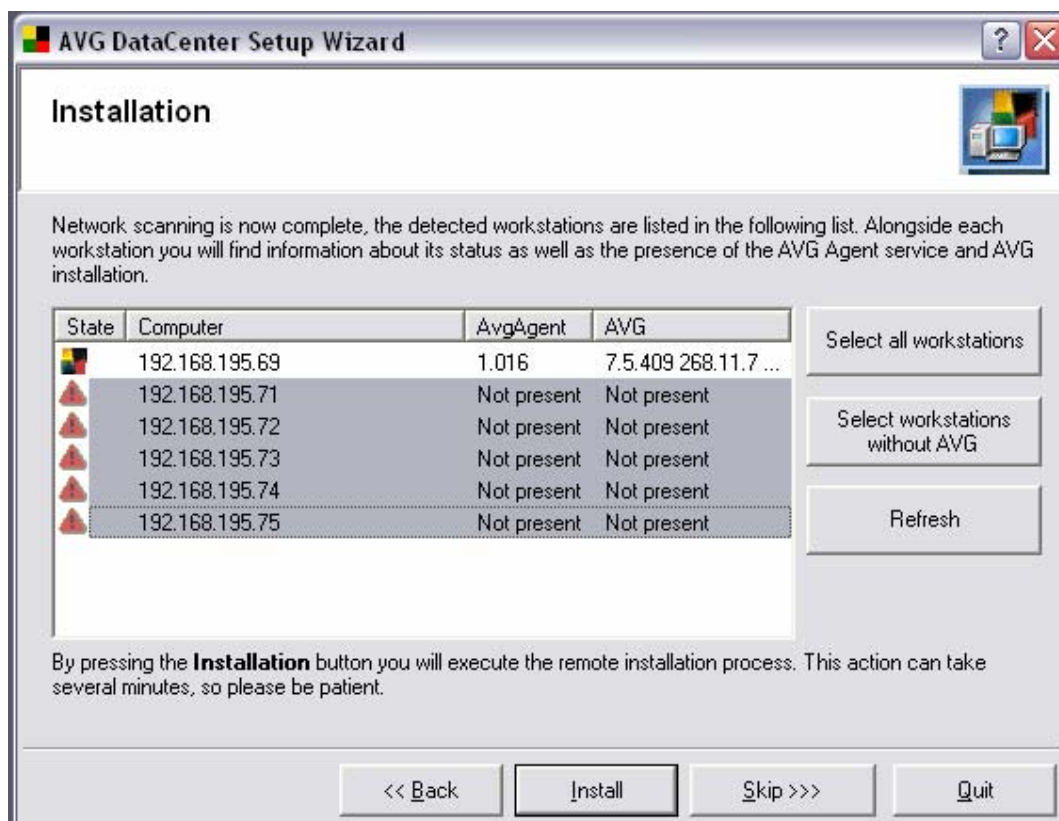 AVG DataCenter Setup Wizard
Installation
Network scanning is now complete, the detected workstations are listed in the following list. Alongside each
workstation you will find information about its status as well as the presence of the AVG Agent service and AVG
installation.
State Computer AvgAgent AVG
192.168.195.69 1.016 7.5.409 268.11.7 ...
192.168.195.71 Not present Not present
192.168.195.72 Not present Not present
192.168.195.73 Not present Not present
192.168.195.74 Not present Not present
192.168.195.75 Not present Not present
Select all workstations
Select workstations
without AVG
Refresh
By pressing the Installation button you will execute the remote installation process. This action can take
several minutes, so please be patient.
<< Back Install Skip >>> Quit